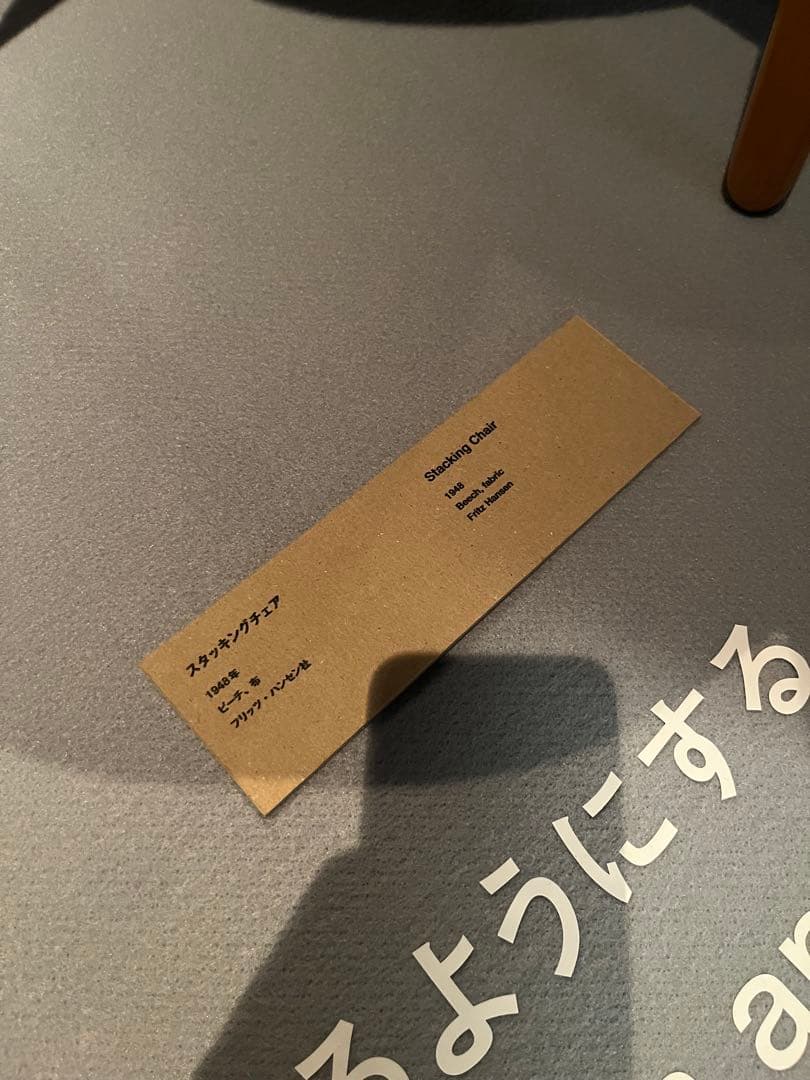 スタッキングチェア
1948年
ビーチ、布
フリッツ・ハンセン社
Stacking Chair
1948
Beech, fabric
Fritz Hansen
るようにする
an